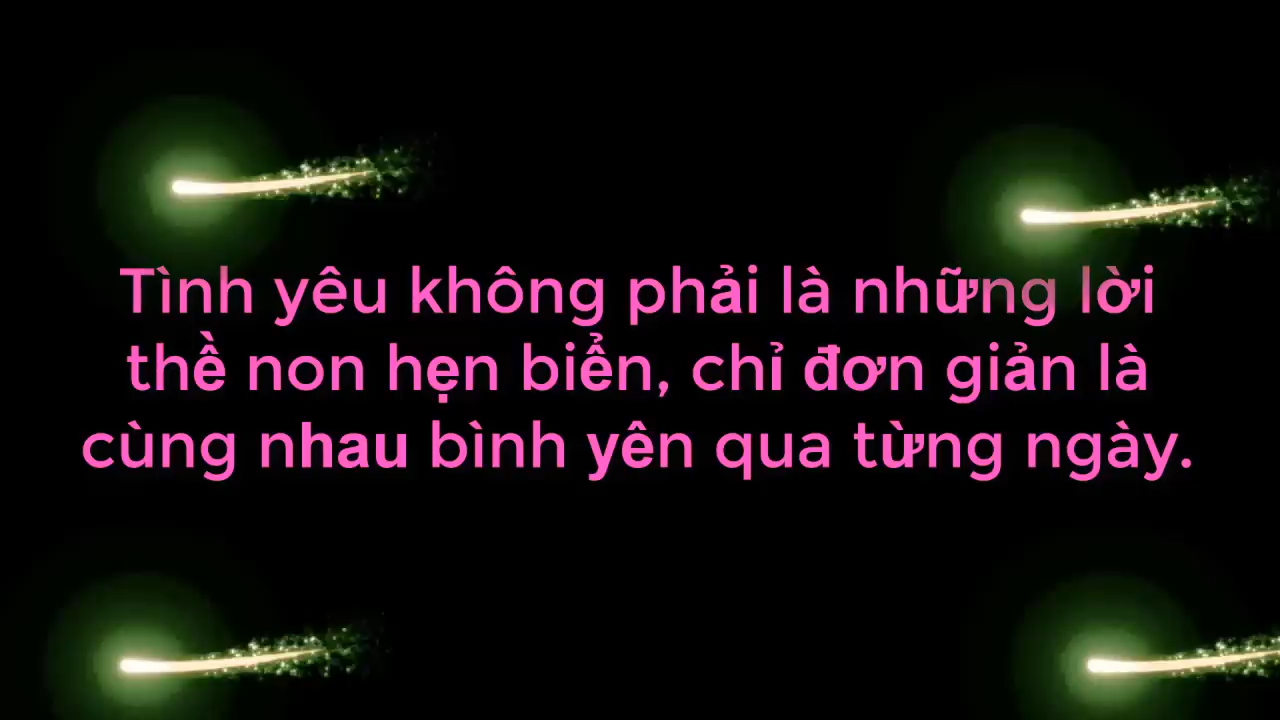 Tình yêu không phải là những lời
thề non hẹn biển, chỉ đơn giản là
cùng nhau bình yên qua từng ngày.